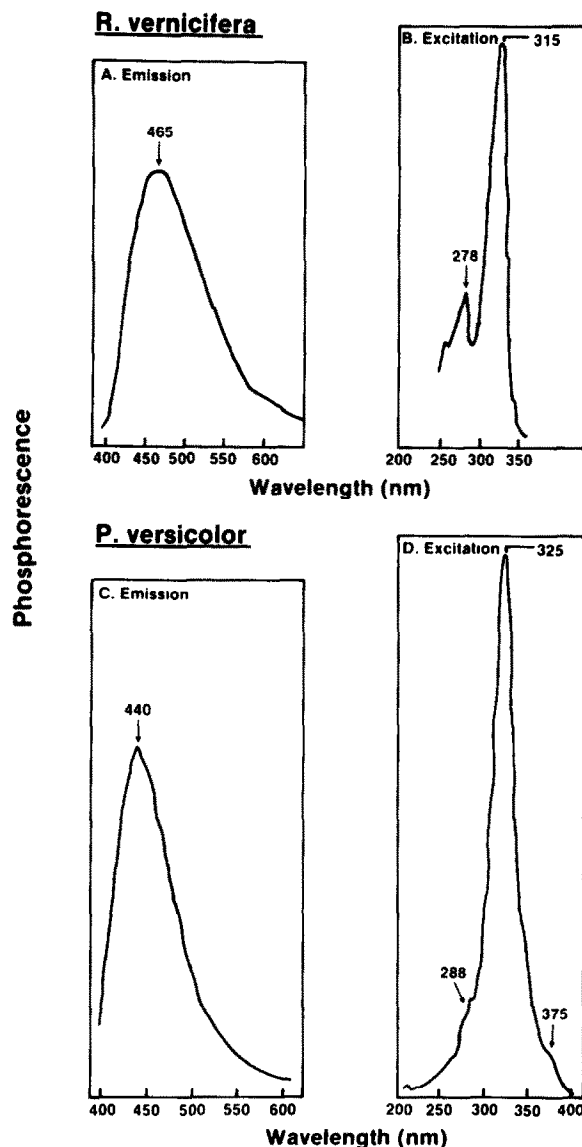 R. vernicifera
A. Emission
465
400 450 500 550 600
B. Excitation
315
278
200 250 300 350
Wavelength (nm)
Phosphorescence
P. versicolor
C. Emission
440
400 450 500 550 600
D. Excitation
325
288
375
200 250 300 350 400
Wavelength (nm)